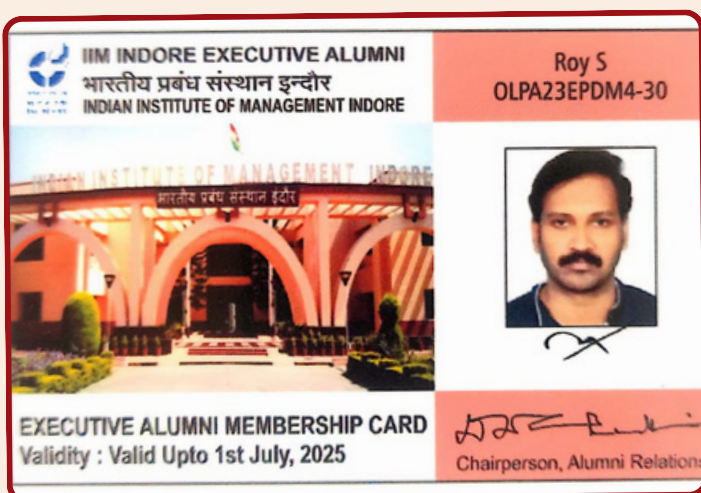 IIM INDORE EXECUTIVE ALUMNI
भारतीय प्रबंध संस्थान इन्दौर
INDIAN INSTITUTE OF MANAGEMENT INDORE
INDIAN INSTITUTE OF MANAGEMENT INDORE
भारतीय प्रबंध संस्थान इंदौर
EXECUTIVE ALUMNI MEMBERSHIP CARD
Validity : Valid Upto 1st July, 2025
Roy S
OLPA23EPDM4-30
Chairperson, Alumni Relations